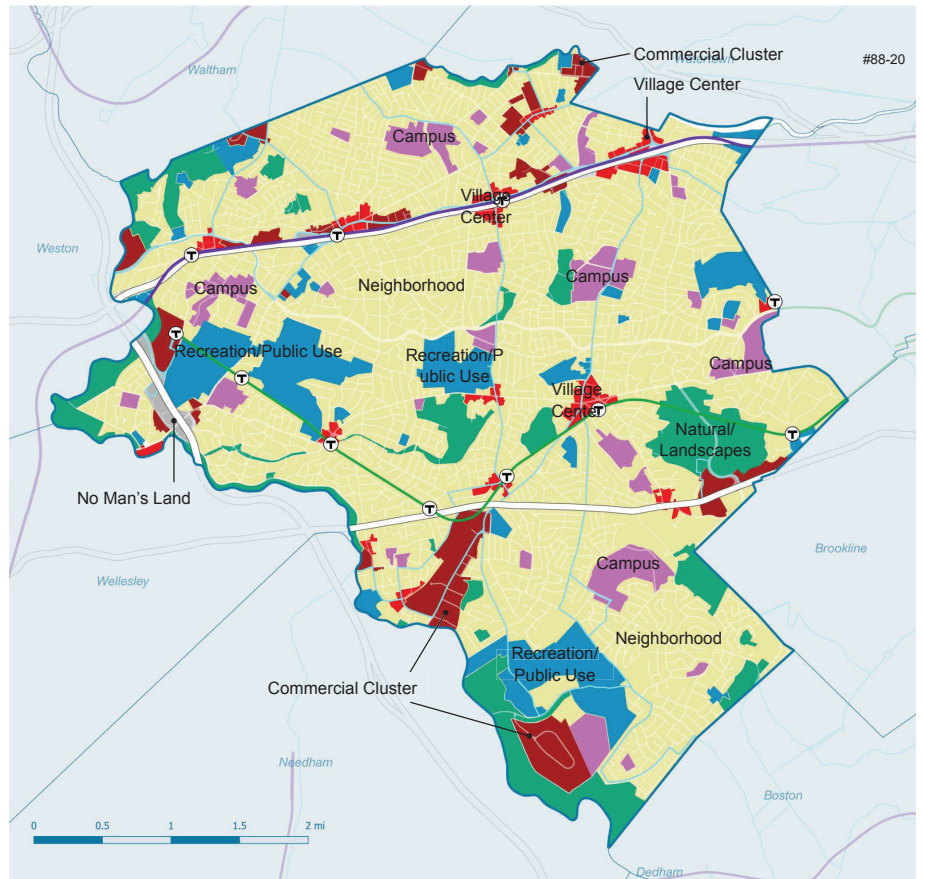 Commercial Cluster
#88-20
Watertown
Waltham
Village Center
Campus
Village
Center
Weston
Campus
Campus
Neighborhood
Recreation/Public Use
Recreation/P
ublic Use
Campus
Village
Center
Natural/
Landscapes
No Man's Land
Brookline
Wellesley
Campus
Neighborhood
Recreation/
Public Use
Commercial Cluster
Needham
Boston
0 0.5 1 1.5 2 mi
Dedham
T
T
T
T
T
T
T
T
T
T
T